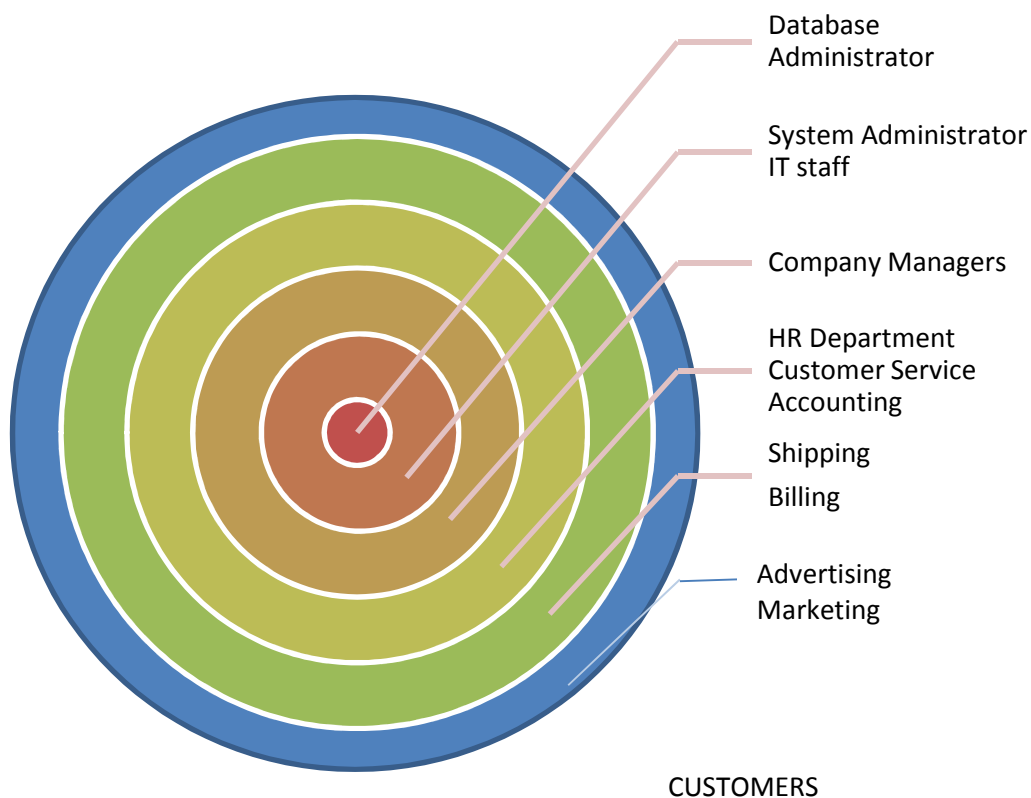 Database
Administrator
System Administrator
IT staff
Company Managers
HR Department
Customer Service
Accounting
Shipping
Billing
Advertising
Marketing
CUSTOMERS